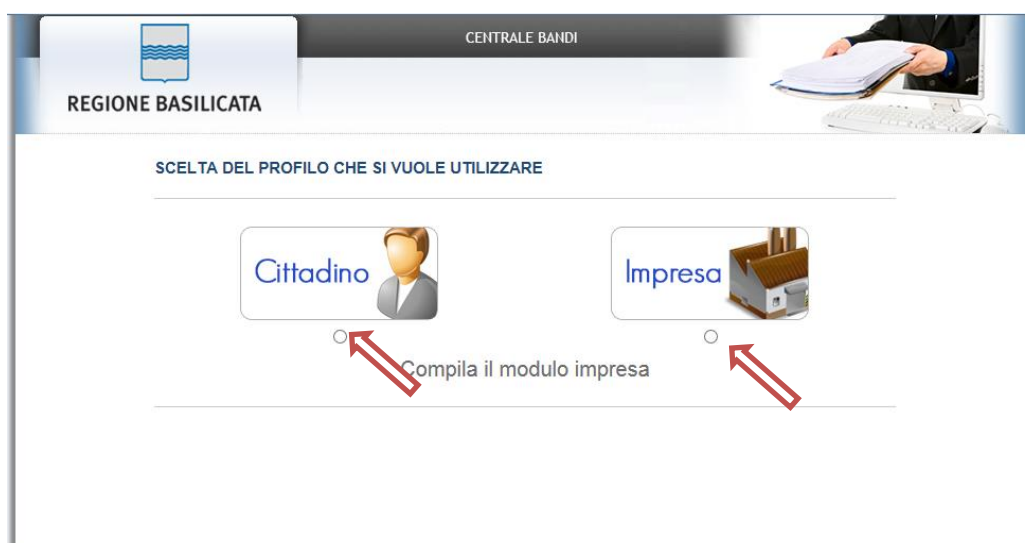 CENTRALE BANDI
REGIONE BASILICATA
SCELTA DEL PROFILO CHE SI VUOLE UTILIZZARE
Cittadino
Impresa
Compila il modulo impresa